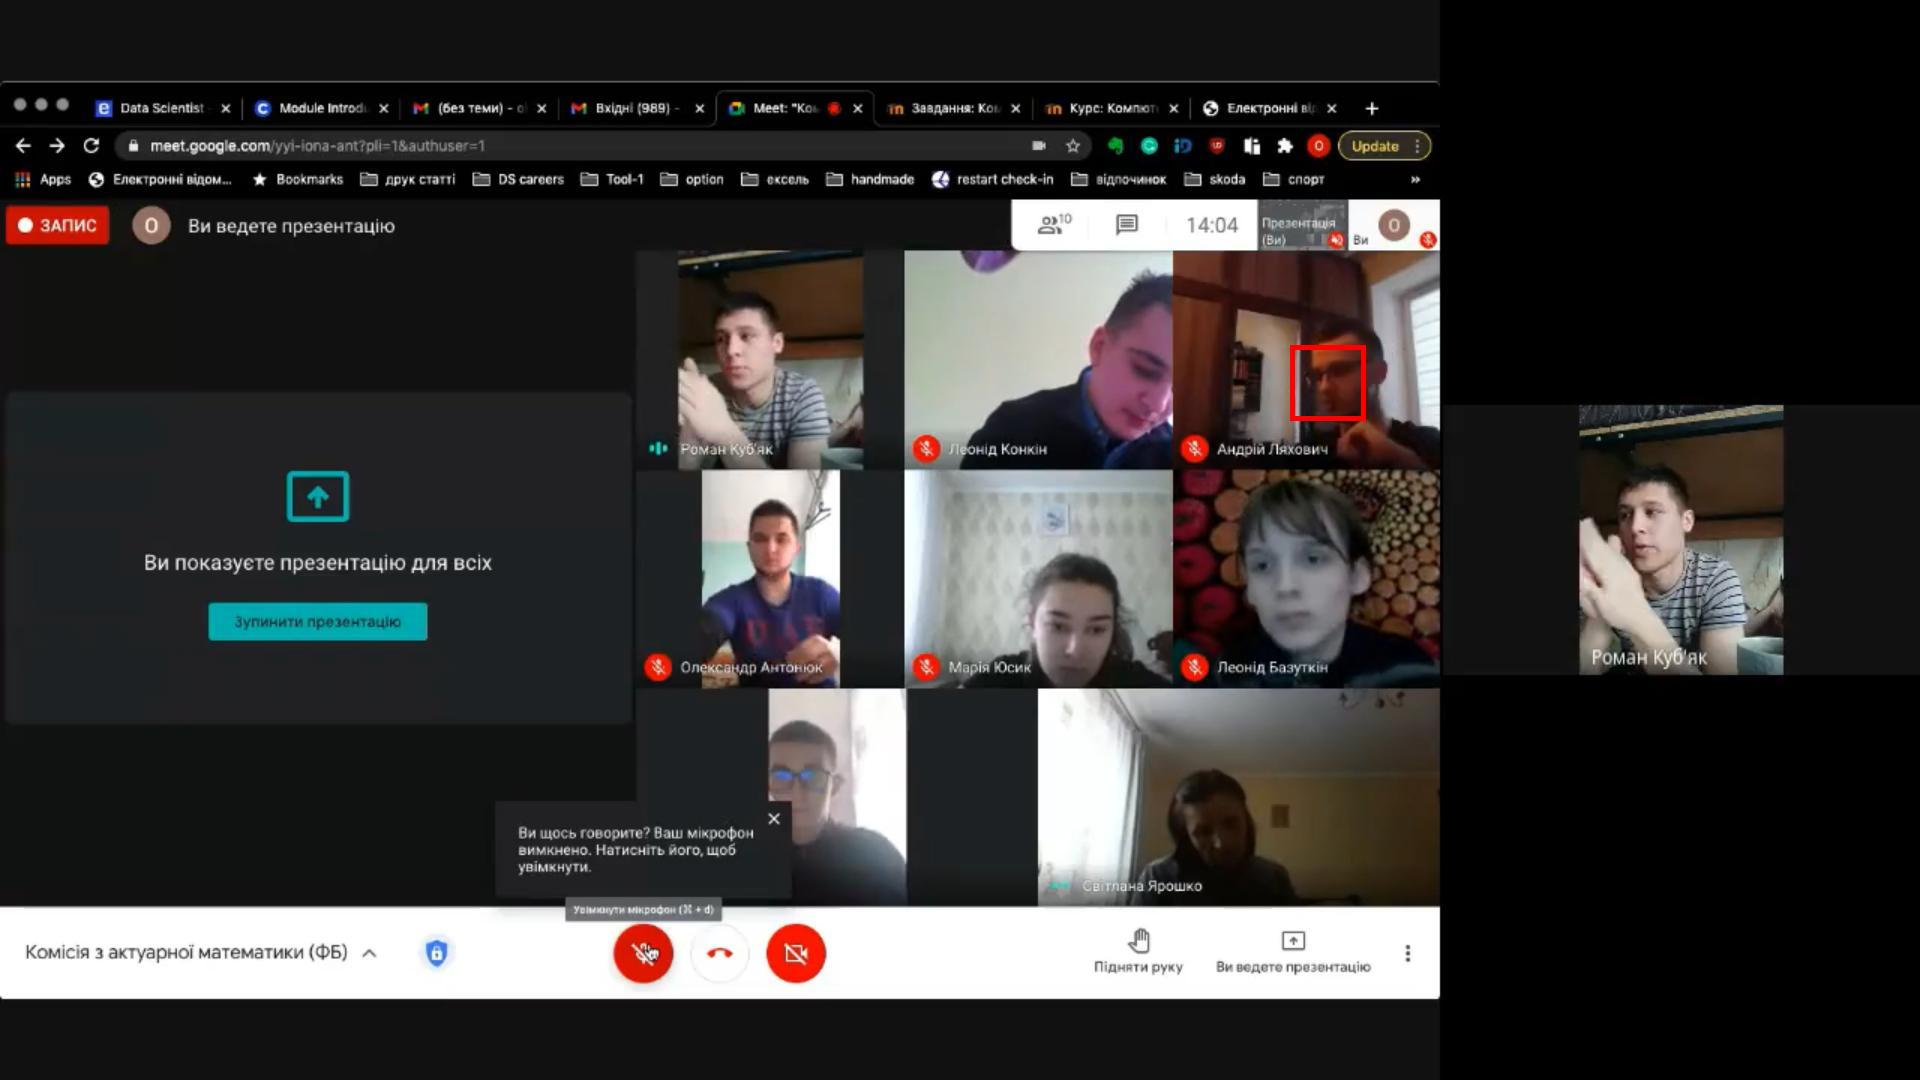 Data Scientist
Module Introd
(без теми) - o
Вхідні (989) -
Meet: "Ко
Завдання: Ко
Курс: Компют
Електронні ві
meet.google.com/yyi-iona-ant?pli=1&authuser=1
Update
Apps
Електронні відом...
Bookmarks
друк статті
DS careers
Tool-1
option
ексель
handmade
restart check-in
відпочинок
skoda
спорт
»
ЗАПИС
O
Ви ведете презентацію
10
14:04
Презентація
(Ви)
Ви
O
Роман Куб'як
Леонід Конкін
Андрій Ляхович
Ви показуєте презентацію для всіх
Зупинити презентацію
Олександр Антонюк
Марія Юсик
Леонід Базуткін
Роман Куб'як
Ви щось говорите? Ваш мікрофон
вимкнено. Натисніть його, щоб
увімкнути.
Світлана Ярошко
Увімкнути мікрофон (⌘ + d)
Комісія з актуарної математики (ФБ)
Підняти руку
Ви ведете презентацію